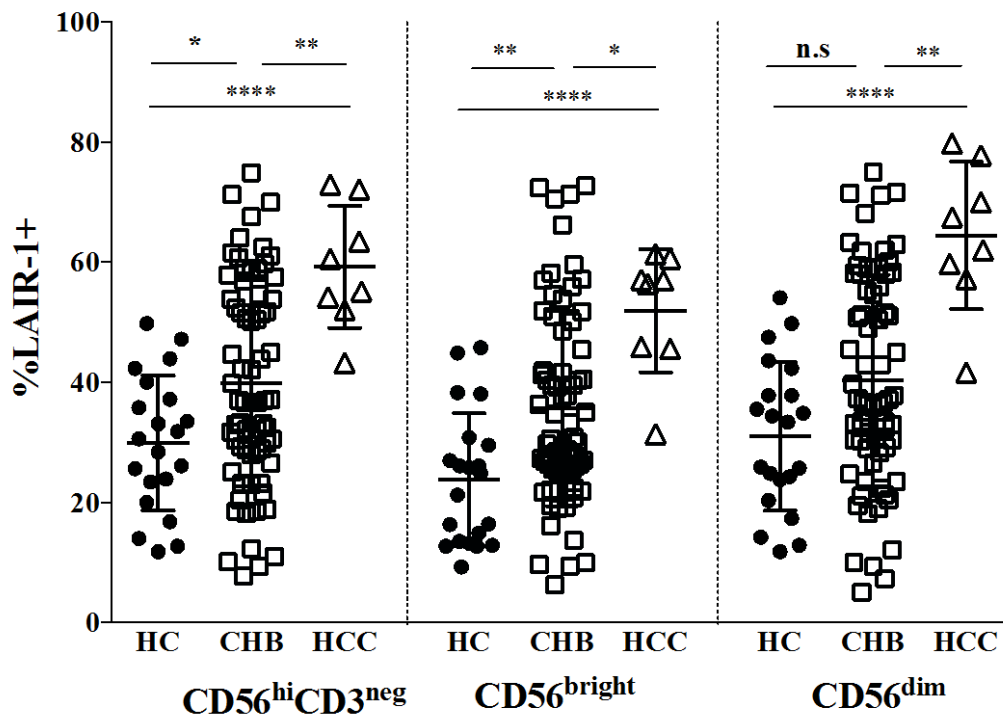 %LAIR-1+
100
80
60
40
20
0
* ** ** * n.s **
**** **** ****
HC CHB HCC HC CHB HCC HC CHB HCC
CD56hiCD3neg CD56bright CD56dim